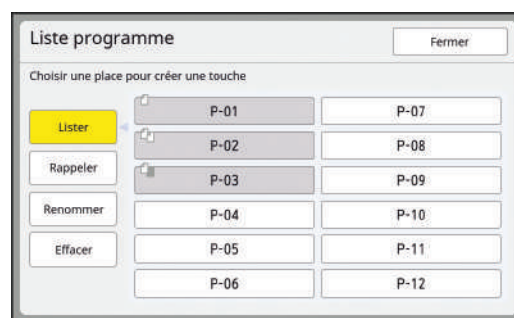 Liste programme
Fermer
Choisir une place pour créer une touche
Lister
Rappeler
Renommer
Effacer
P-01
P-02
P-03
P-04
P-05
P-06
P-07
P-08
P-09
P-10
P-11
P-12